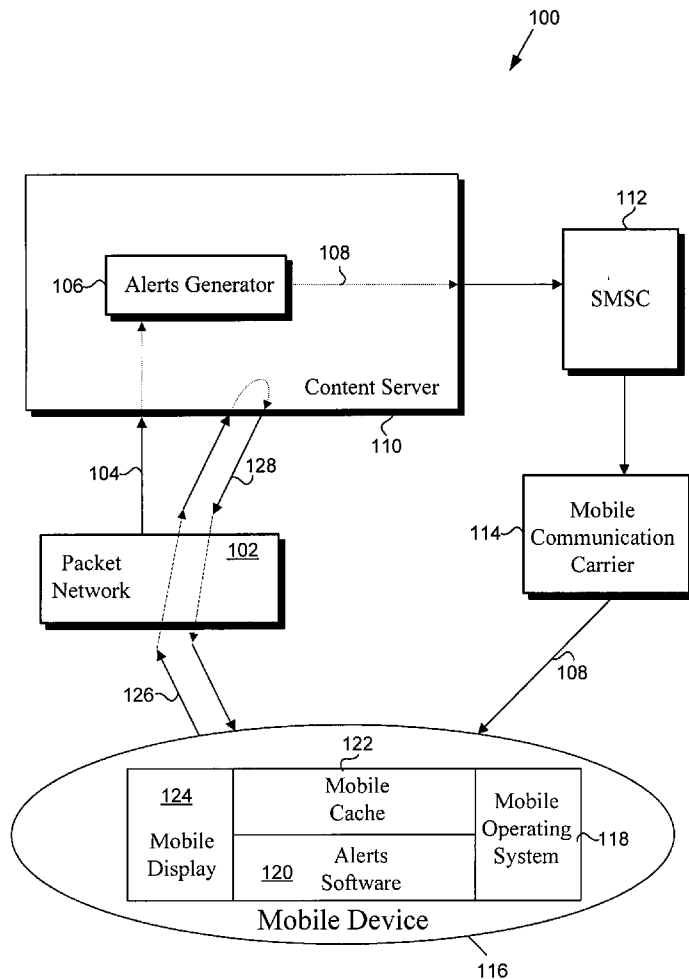 100
112
108
106
Alerts Generator
SMSC
Content Server
110
104
128
Packet
Network
102
114
Mobile
Communication
Carrier
126
108
122
124
Mobile
Display
Mobile
Cache
120
Alerts
Software
Mobile
Operating
System
118
Mobile Device
116